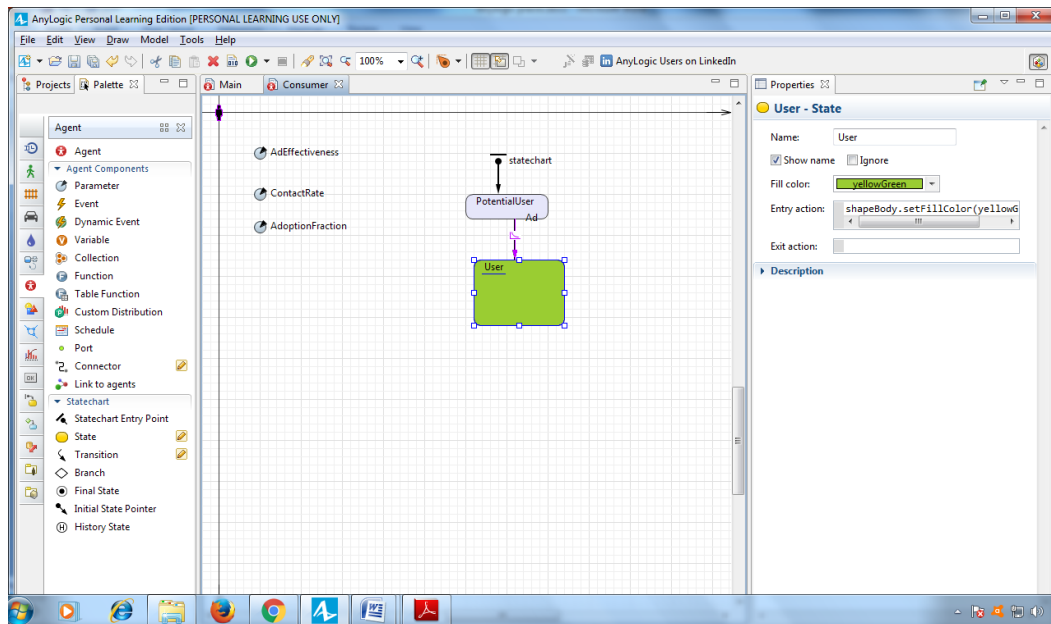 AnyLogic Personal Learning Edition [PERSONAL LEARNING USE ONLY]
File Edit View Draw Model Tools Help
100% AnyLogic Users on LinkedIn
Projects Palette Main Consumer Properties
Agent
Agent
Agent Components
Parameter
Event
Dynamic Event
Variable
Collection
Function
Table Function
Custom Distribution
Schedule
Port
Connector
Link to agents
Statechart
Statechart Entry Point
State
Transition
Branch
Final State
Initial State Pointer
History State
AdEffectiveness
ContactRate
AdoptionFraction
statechart
PotentialUser
Ad
User
User - State
Name: User
Show name Ignore
Fill color: yellowGreen
Entry action: shapeBody.setFillColor(yellowG
Exit action:
Description